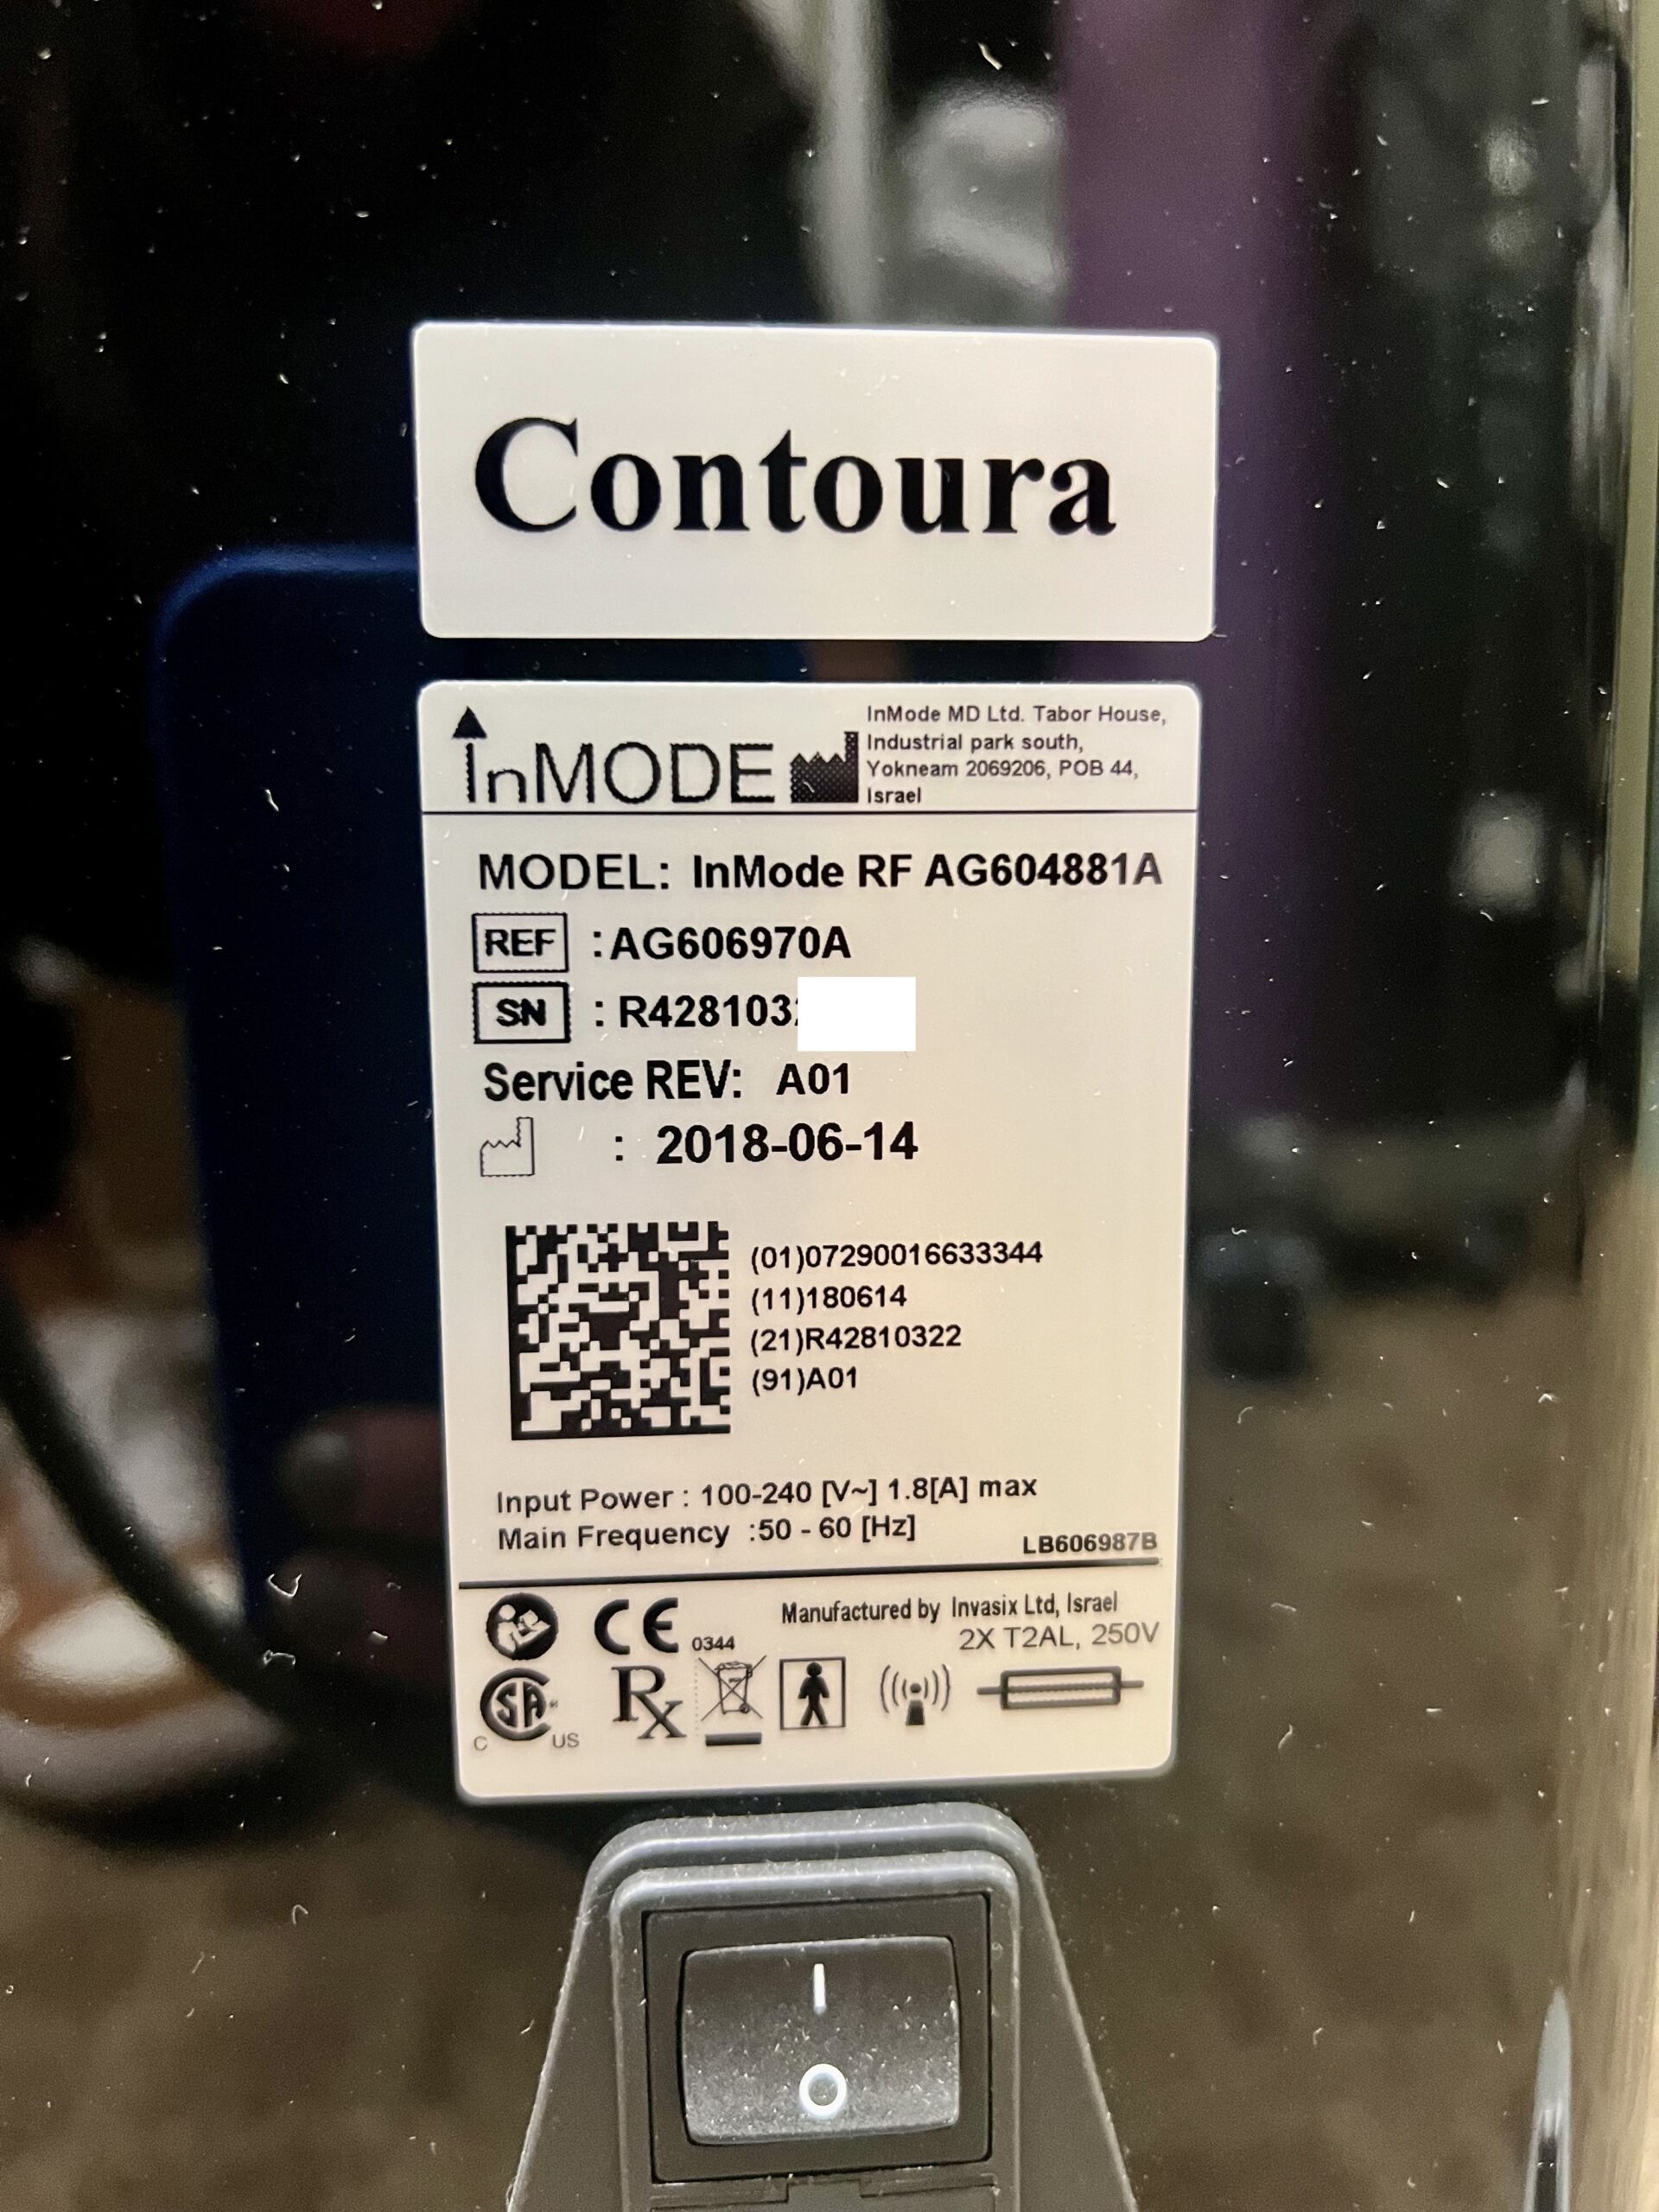 Contoura
InMODE
InMode MD Ltd. Tabor House,
Industrial park south,
Yokneam 2069206, POB 44,
Israel
MODEL: InMode RF AG604881A
REF : AG606970A
SN : R428103
Service REV: A01
: 2018-06-14
(01)07290016633344
(11)180614
(21)R42810322
(91)A01
Input Power : 100-240 [V~] 1.8[A] max
Main Frequency :50 - 60 [Hz]
LB606987B
CE 0344
Manufactured by Invasix Ltd, Israel
2X T2AL, 250V
C SA® US
Rx